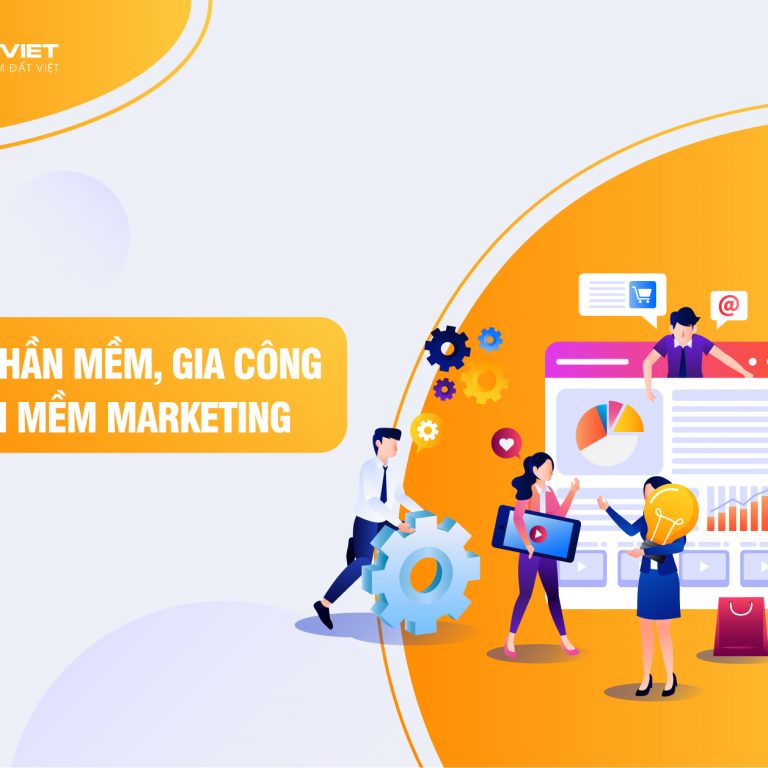 VIET
M ĐẤT VIỆT
HẦN MỀM, GIA CÔNG
MỀM MARKETING
@